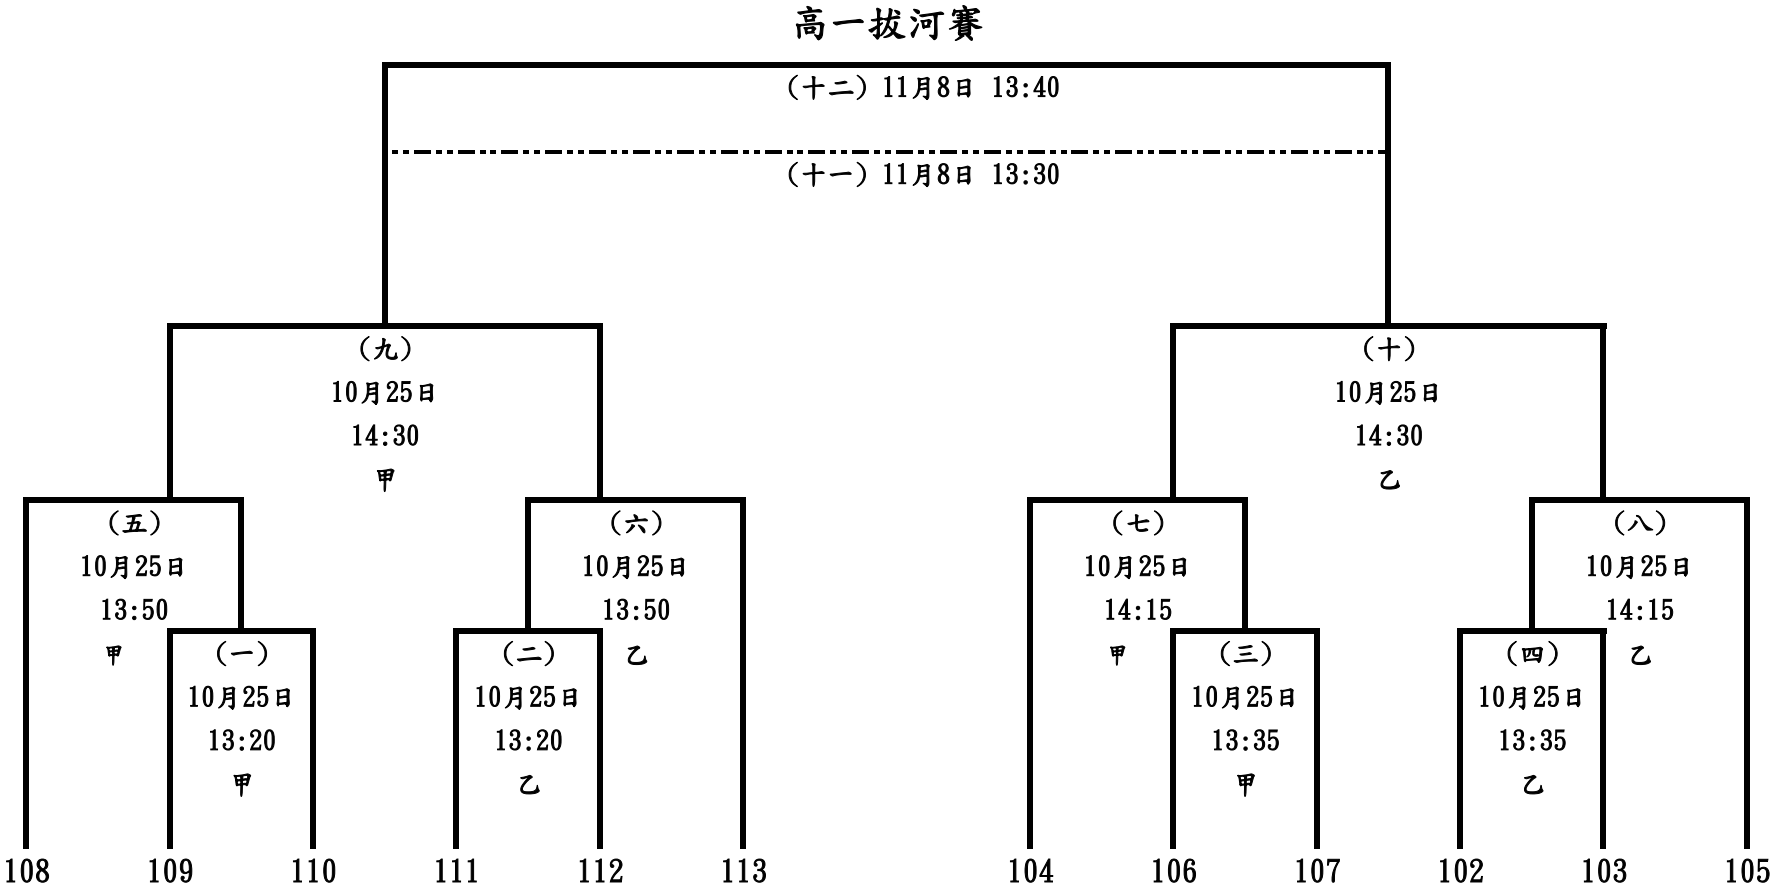 高一拔河賽
（十二）11月8日 13:40
（十一）11月8日 13:30
（九）
10月25日
14:30
甲
（十）
10月25日
14:30
乙
（五）
10月25日
13:50
甲
（六）
10月25日
13:50
乙
（七）
10月25日
14:15
甲
（八）
10月25日
14:15
乙
（一）
10月25日
13:20
甲
（二）
10月25日
13:20
乙
（三）
10月25日
13:35
甲
（四）
10月25日
13:35
乙
108 109 110 111 112 113 104 106 107 102 103 105